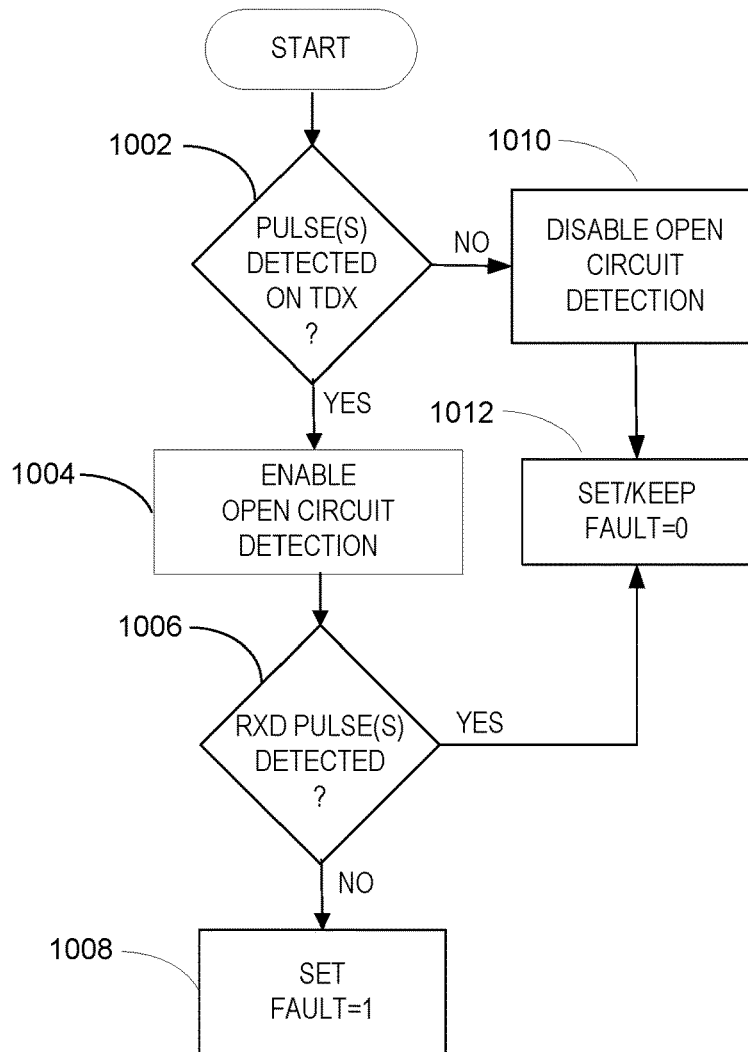 START
1002
PULSE(S)
DETECTED
ON TDX
?
NO
1010
DISABLE OPEN
CIRCUIT
DETECTION
YES
1004
ENABLE
OPEN CIRCUIT
DETECTION
1012
SET/KEEP
FAULT=0
1006
RXD PULSE(S)
DETECTED
?
YES
NO
1008
SET
FAULT=1